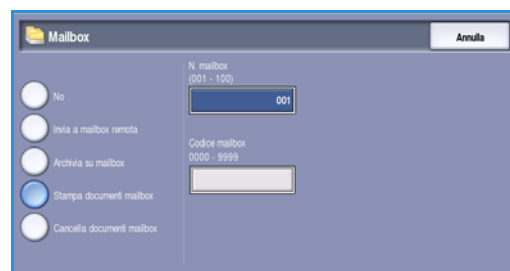 Mailbox
Annulla
N. mailbox
(001 - 100)
001
No
Invia a mailbox remota
Archivia su mailbox
Codice mailbox
0000 - 9999
Stampa documenti mailbox
Cancella documenti mailbox